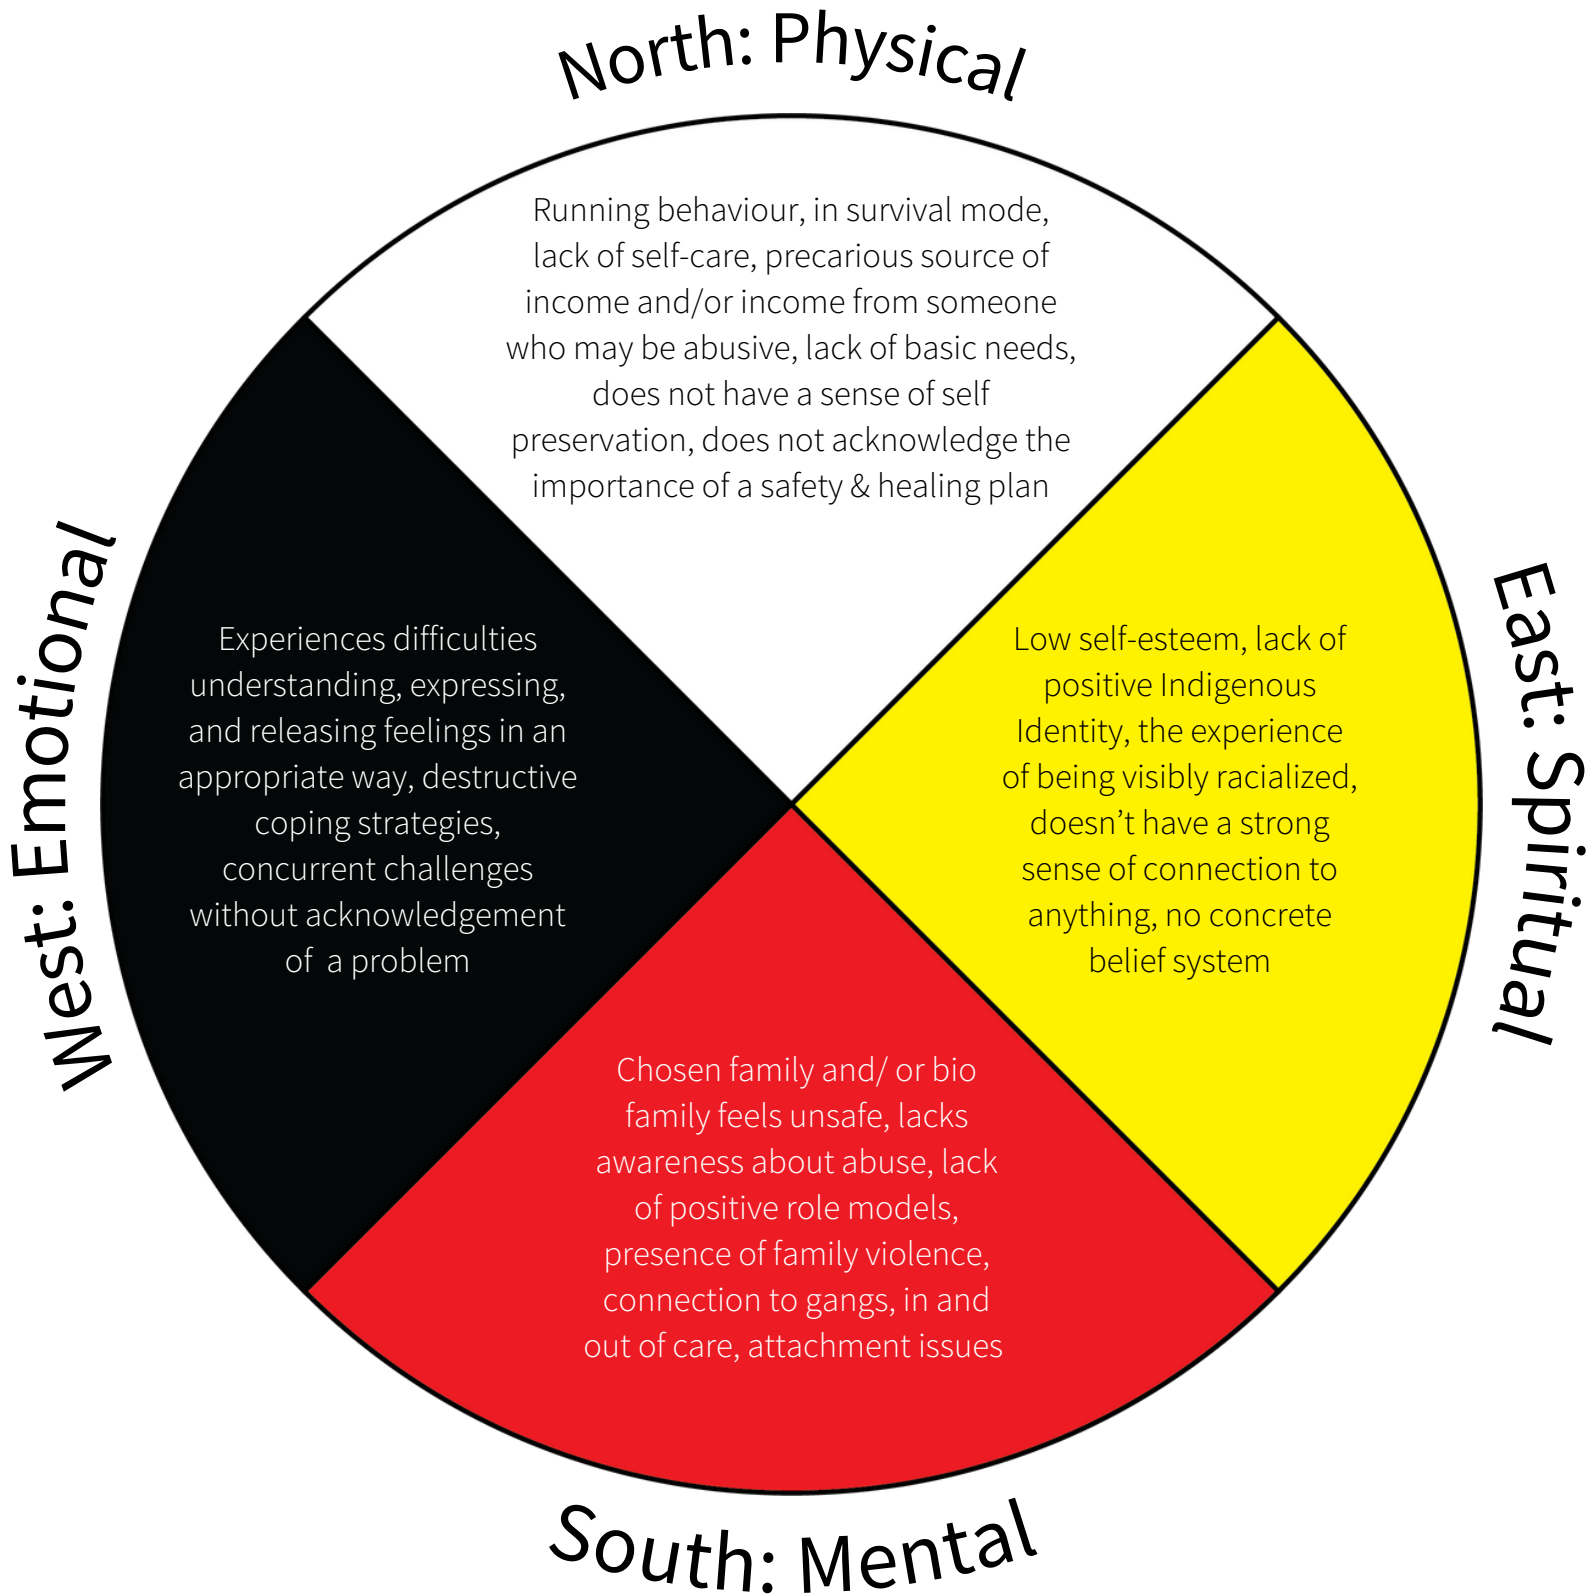 North: Physical
Running behaviour, in survival mode,
lack of self-care, precarious source of
income and/or income from someone
who may be abusive, lack of basic needs,
does not have a sense of self
preservation, does not acknowledge the
importance of a safety & healing plan
West: Emotional
Experiences difficulties
understanding, expressing,
and releasing feelings in an
appropriate way, destructive
coping strategies,
concurrent challenges
without acknowledgement
of  a problem
East: Spiritual
Low self-esteem, lack of
positive Indigenous
Identity, the experience
of being visibly racialized,
doesn’t have a strong
sense of connection to
anything, no concrete
belief system
Chosen family and/ or bio
family feels unsafe, lacks
awareness about abuse, lack
of positive role models,
presence of family violence,
connection to gangs, in and
out of care, attachment issues
South: Mental